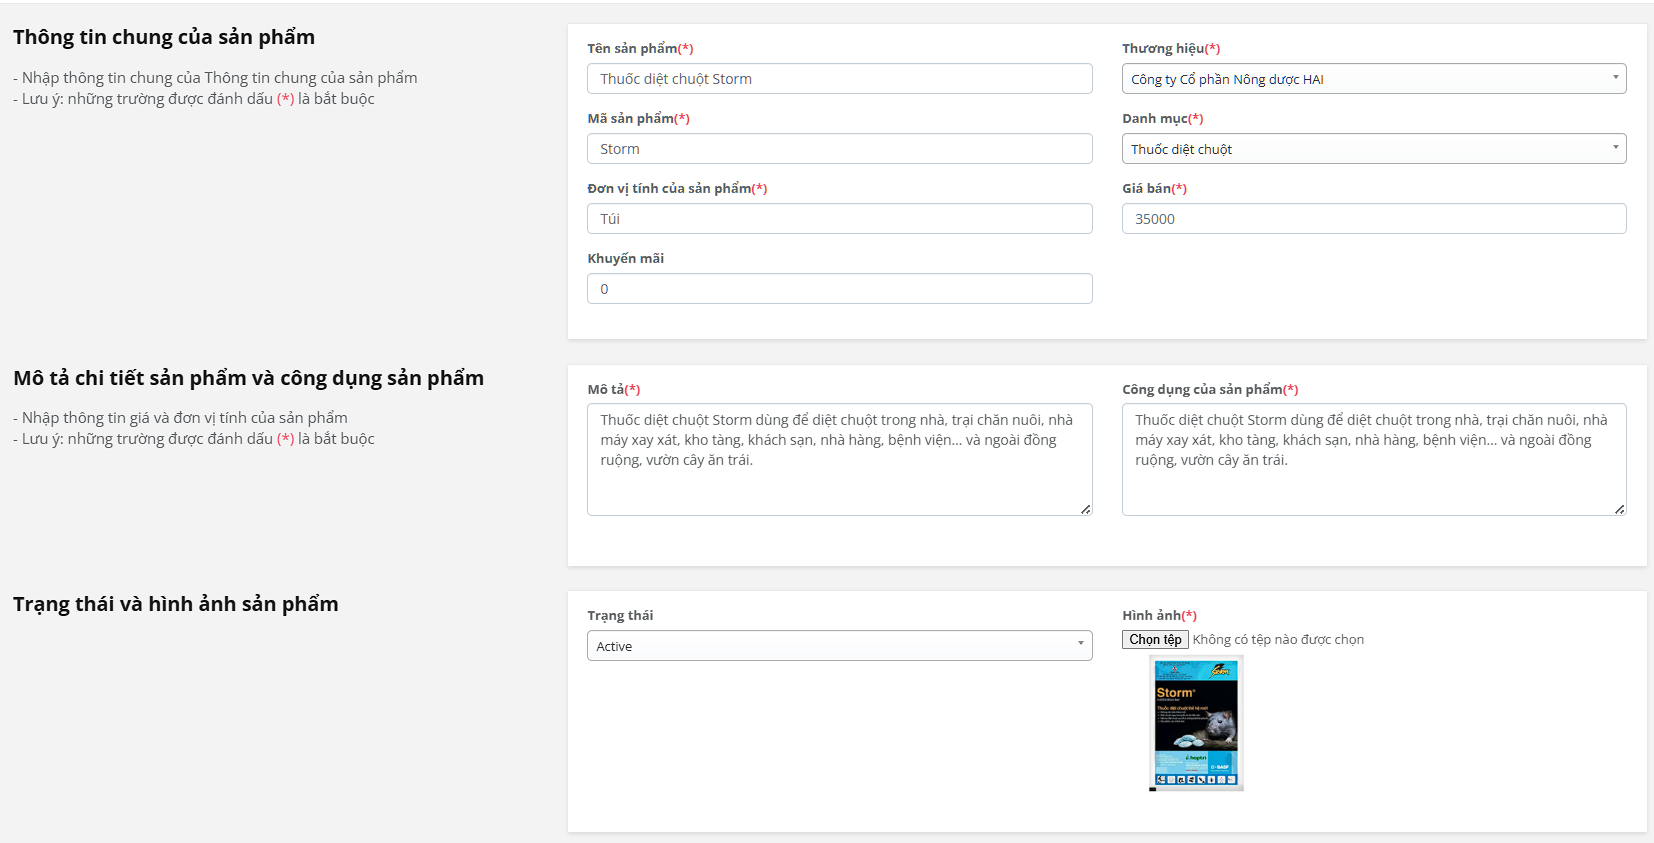 Thông tin chung của sản phẩm
- Nhập thông tin chung của Thông tin chung của sản phẩm
- Lưu ý: những trường được đánh dấu (*) là bắt buộc
Tên sản phẩm(*)
Thuốc diệt chuột Storm
Thương hiệu(*)
Công ty Cổ phần Nông dược HAI
Mã sản phẩm(*)
Storm
Danh mục(*)
Thuốc diệt chuột
Đơn vị tính của sản phẩm(*)
Túi
Giá bán(*)
35000
Khuyến mãi
0
Mô tả chi tiết sản phẩm và công dụng sản phẩm
- Nhập thông tin giá và đơn vị tính của sản phẩm
- Lưu ý: những trường được đánh dấu (*) là bắt buộc
Mô tả(*)
Thuốc diệt chuột Storm dùng để diệt chuột trong nhà, trại chăn nuôi, nhà
máy xay xát, kho tàng, khách sạn, nhà hàng, bệnh viện... và ngoài đồng
ruộng, vườn cây ăn trái.
Công dụng của sản phẩm(*)
Thuốc diệt chuột Storm dùng để diệt chuột trong nhà, trại chăn nuôi, nhà
máy xay xát, kho tàng, khách sạn, nhà hàng, bệnh viện... và ngoài đồng
ruộng, vườn cây ăn trái.
Trạng thái và hình ảnh sản phẩm
Trạng thái
Active
Hình ảnh(*)
Chọn tệp Không có tệp nào được chọn
Storm
Storm
Thuốc diệt chuột thế hệ mới
BASF